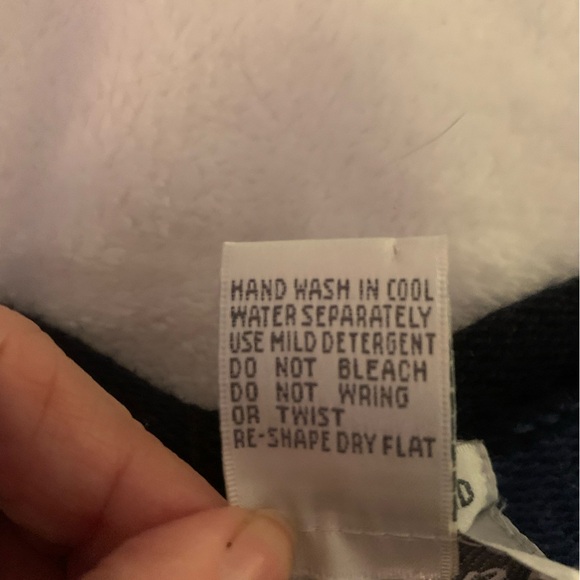 HAND WASH IN COOL
WATER SEPARATELY
USE MILD DETERGENT
DO NOT BLEACH
DO NOT WRING
OR TWIST
RE-SHAPE DRY FLAT